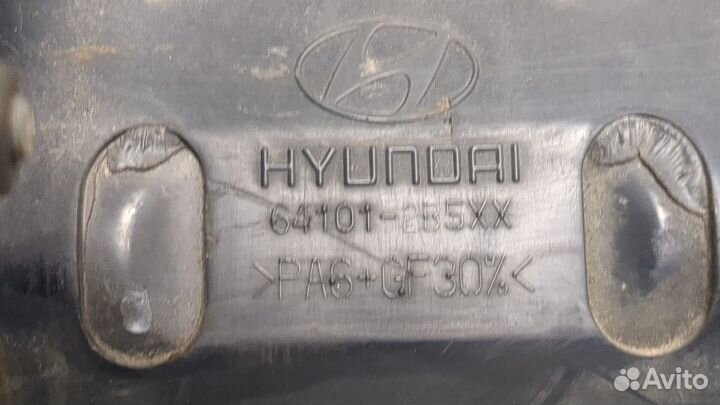 HYUNDAI
64101-2B5XX
>PA6+GF30%<
Avito